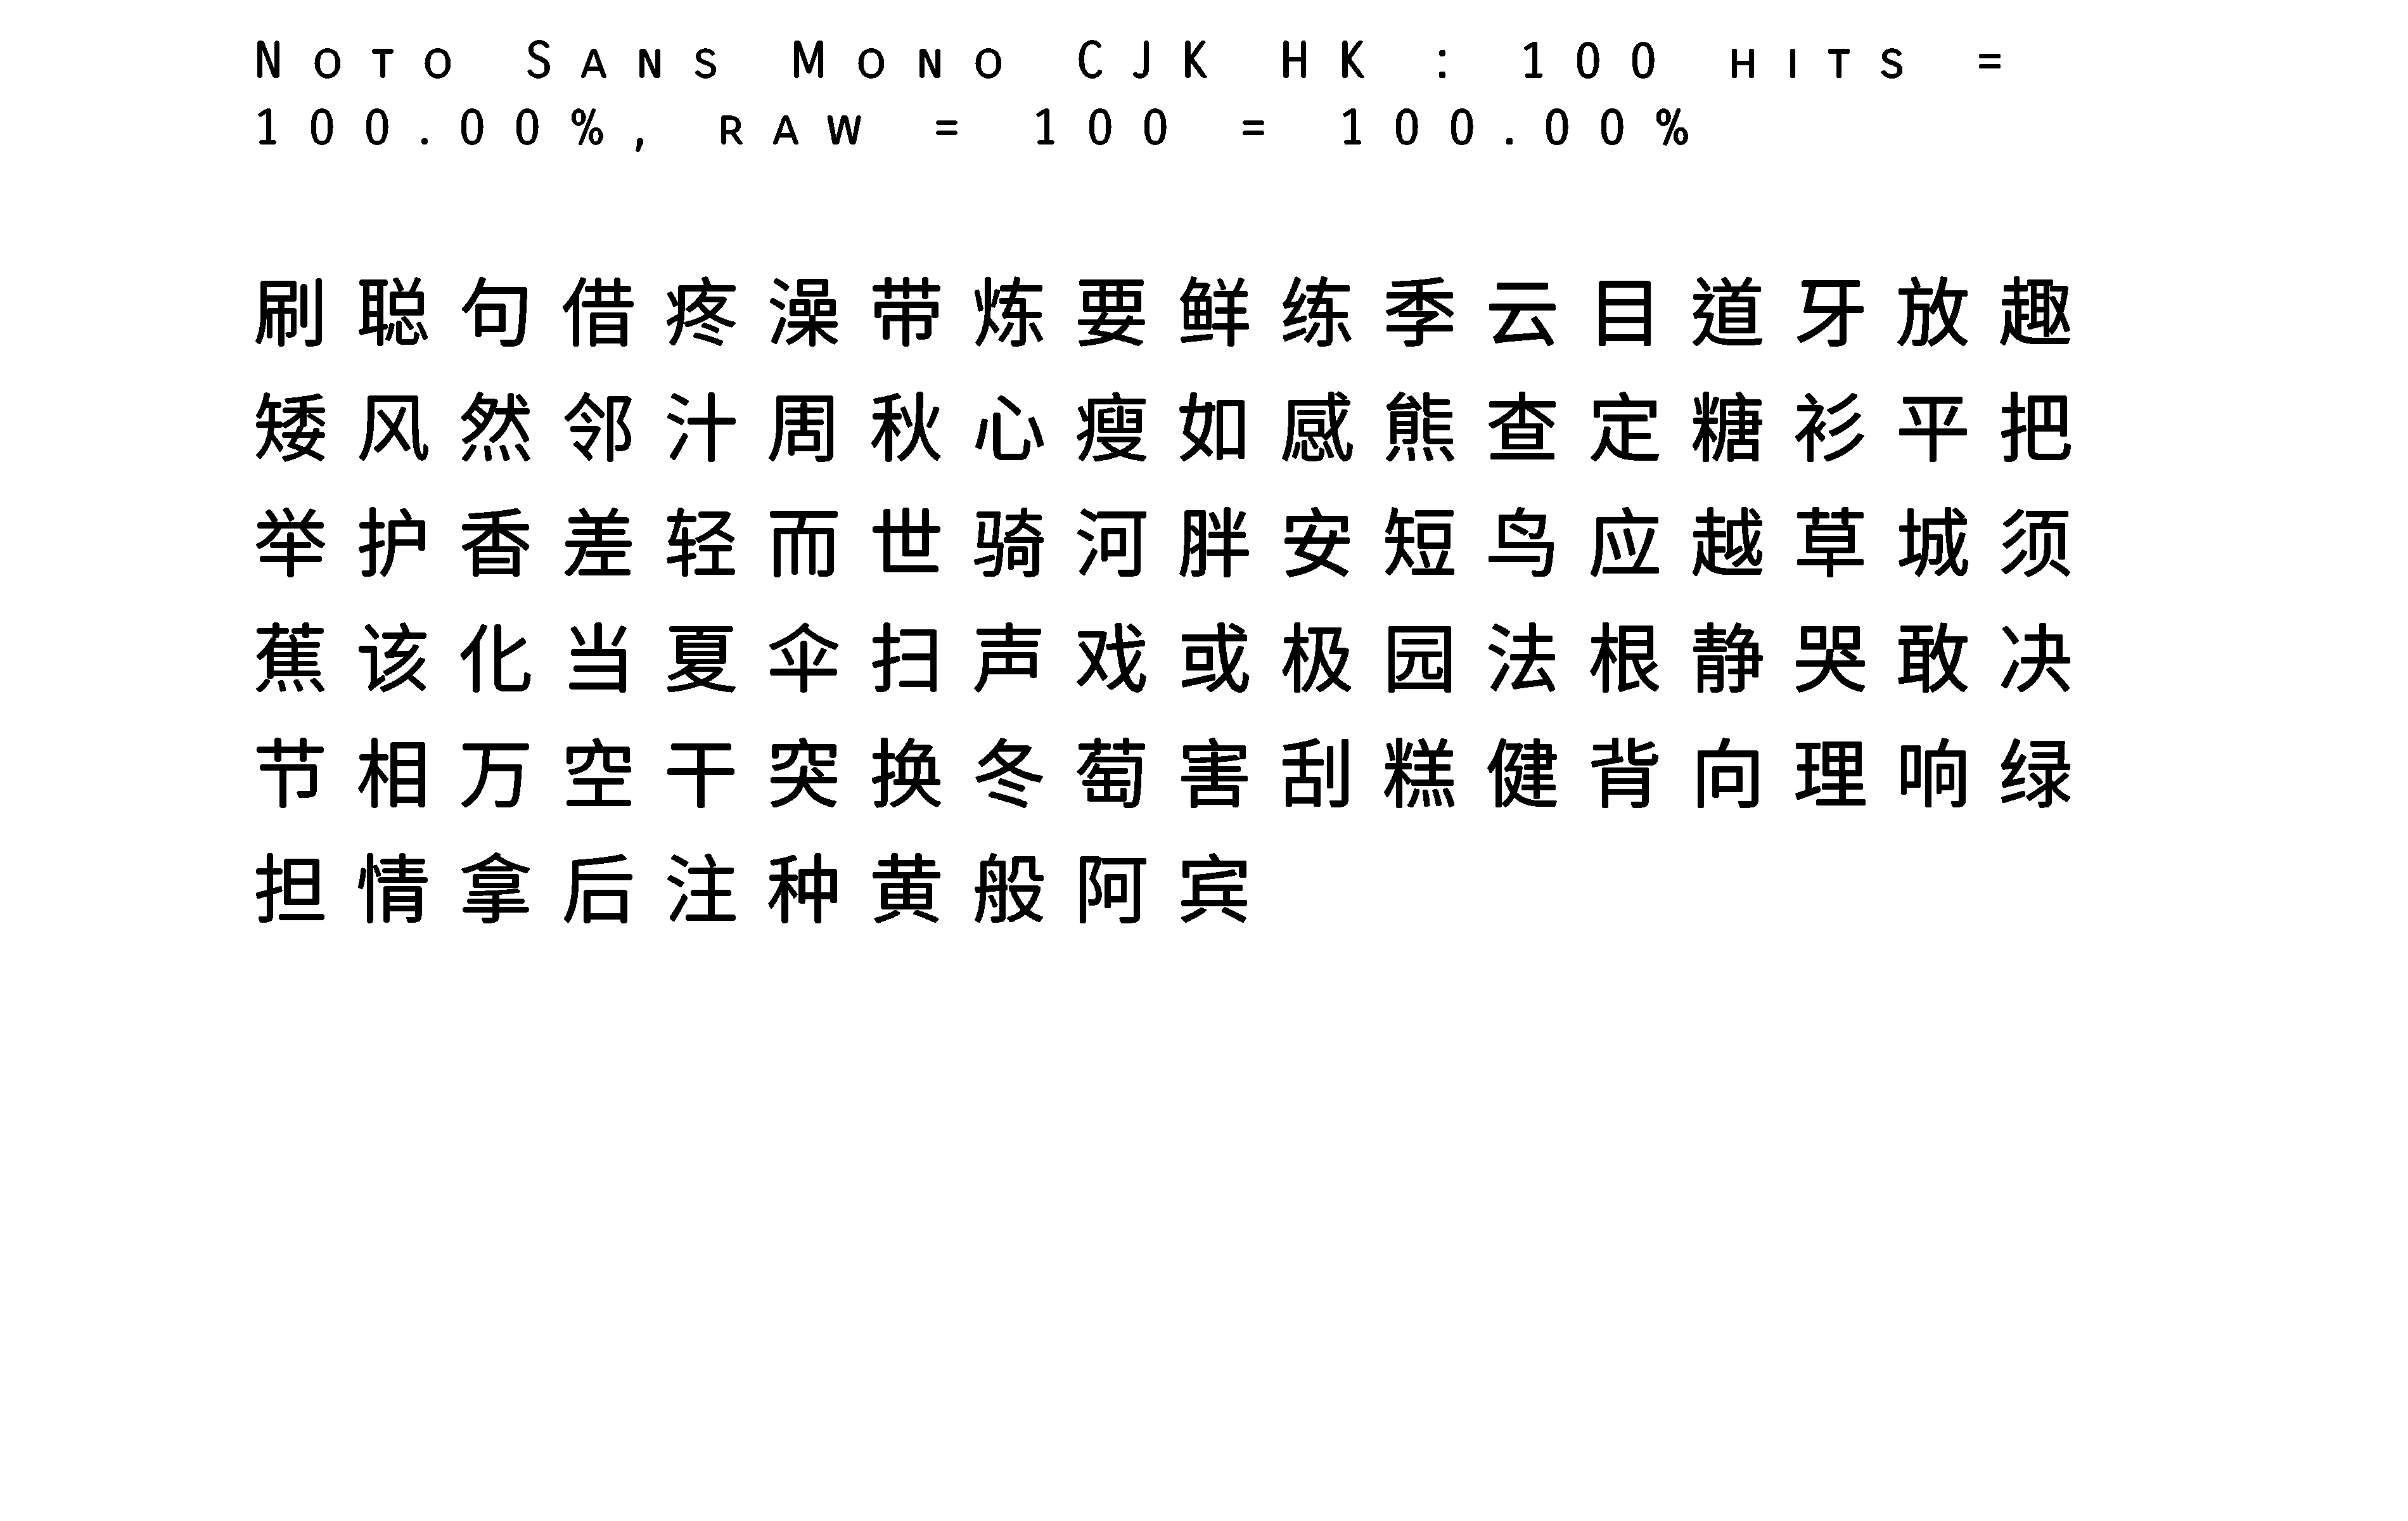 Noto Sans Mono CJK HK : 100 hits =
100.00%, raw = 100 = 100.00%
刷聪句借疼澡带炼要鲜练季云目道牙放趣
矮风然邻汁周秋心瘦如感熊查定糖衫平把
举护香差轻而世骑河胖安短鸟应越草城须
蕉该化当夏伞扫声戏或极园法根静哭敢决
节相万空干突换冬萄害刮糕健背向理响绿
担情拿后注种黄般阿宾